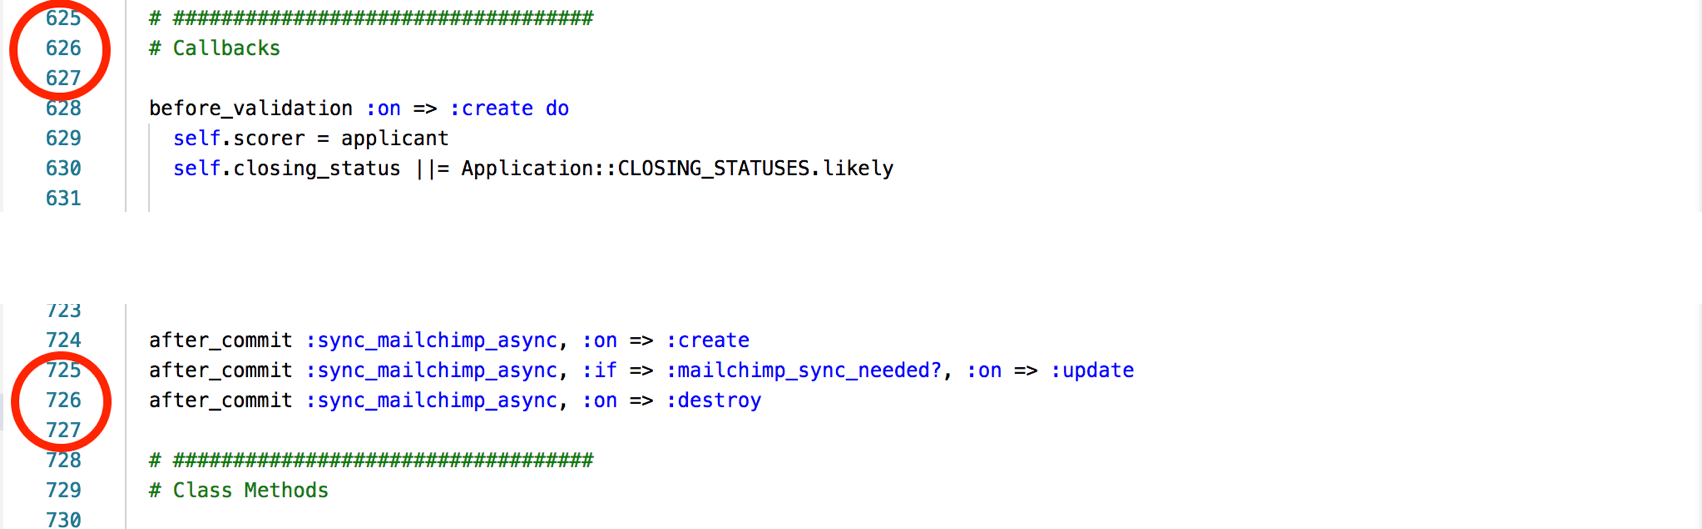 625 # ###################################
626 # Callbacks
627
628 before_validation :on => :create do
629 self.scorer = applicant
630 self.closing_status ||= Application::CLOSING_STATUSES.likely
631
723
724 after_commit :sync_mailchimp_async, :on => :create
725 after_commit :sync_mailchimp_async, :if => :mailchimp_sync_needed?, :on => :update
726 after_commit :sync_mailchimp_async, :on => :destroy
727
728 # ###################################
729 # Class Methods
730